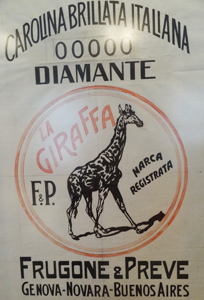 CAROLINA BRILLATA ITALIANA
00000
DIAMANTE
LA
GIRAFFA
F. & P.
MARCA
REGISTRATA
FRUGONE & PREVE
GENOVA-NOVARA-BUENOS AIRES